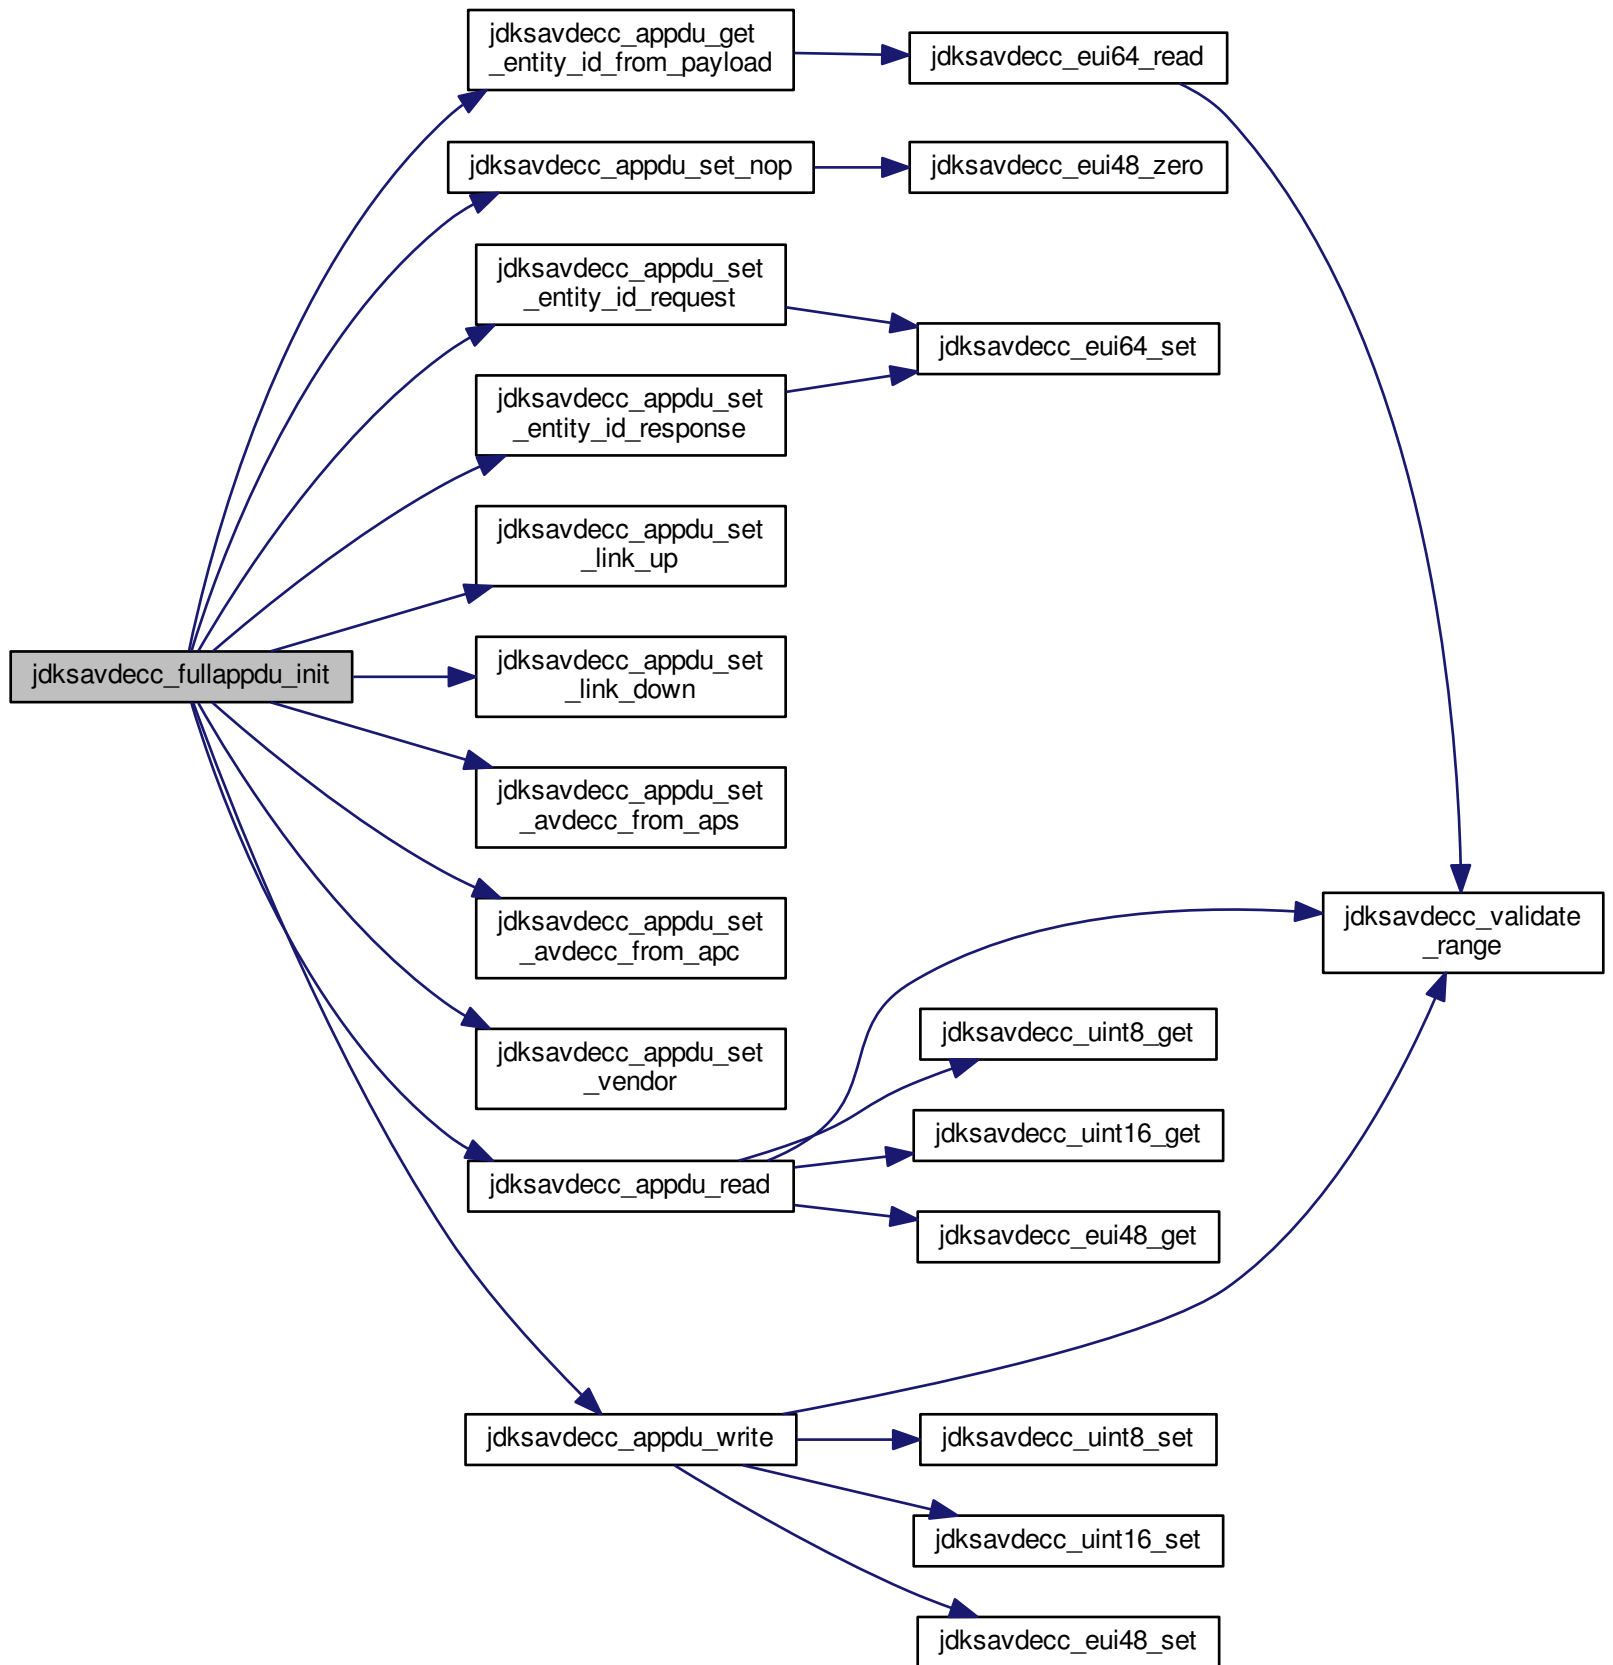 jdksavdecc_appdu_get
_entity_id_from_payload
jdksavdecc_eui64_read
jdksavdecc_appdu_set_nop
jdksavdecc_eui48_zero
jdksavdecc_appdu_set
_entity_id_request
jdksavdecc_eui64_set
jdksavdecc_appdu_set
_entity_id_response
jdksavdecc_appdu_set
_link_up
jdksavdecc_fullappdu_init
jdksavdecc_appdu_set
_link_down
jdksavdecc_appdu_set
_avdecc_from_aps
jdksavdecc_appdu_set
_avdecc_from_apc
jdksavdecc_validate
_range
jdksavdecc_uint8_get
jdksavdecc_appdu_set
_vendor
jdksavdecc_uint16_get
jdksavdecc_appdu_read
jdksavdecc_eui48_get
jdksavdecc_appdu_write
jdksavdecc_uint8_set
jdksavdecc_uint16_set
jdksavdecc_eui48_set